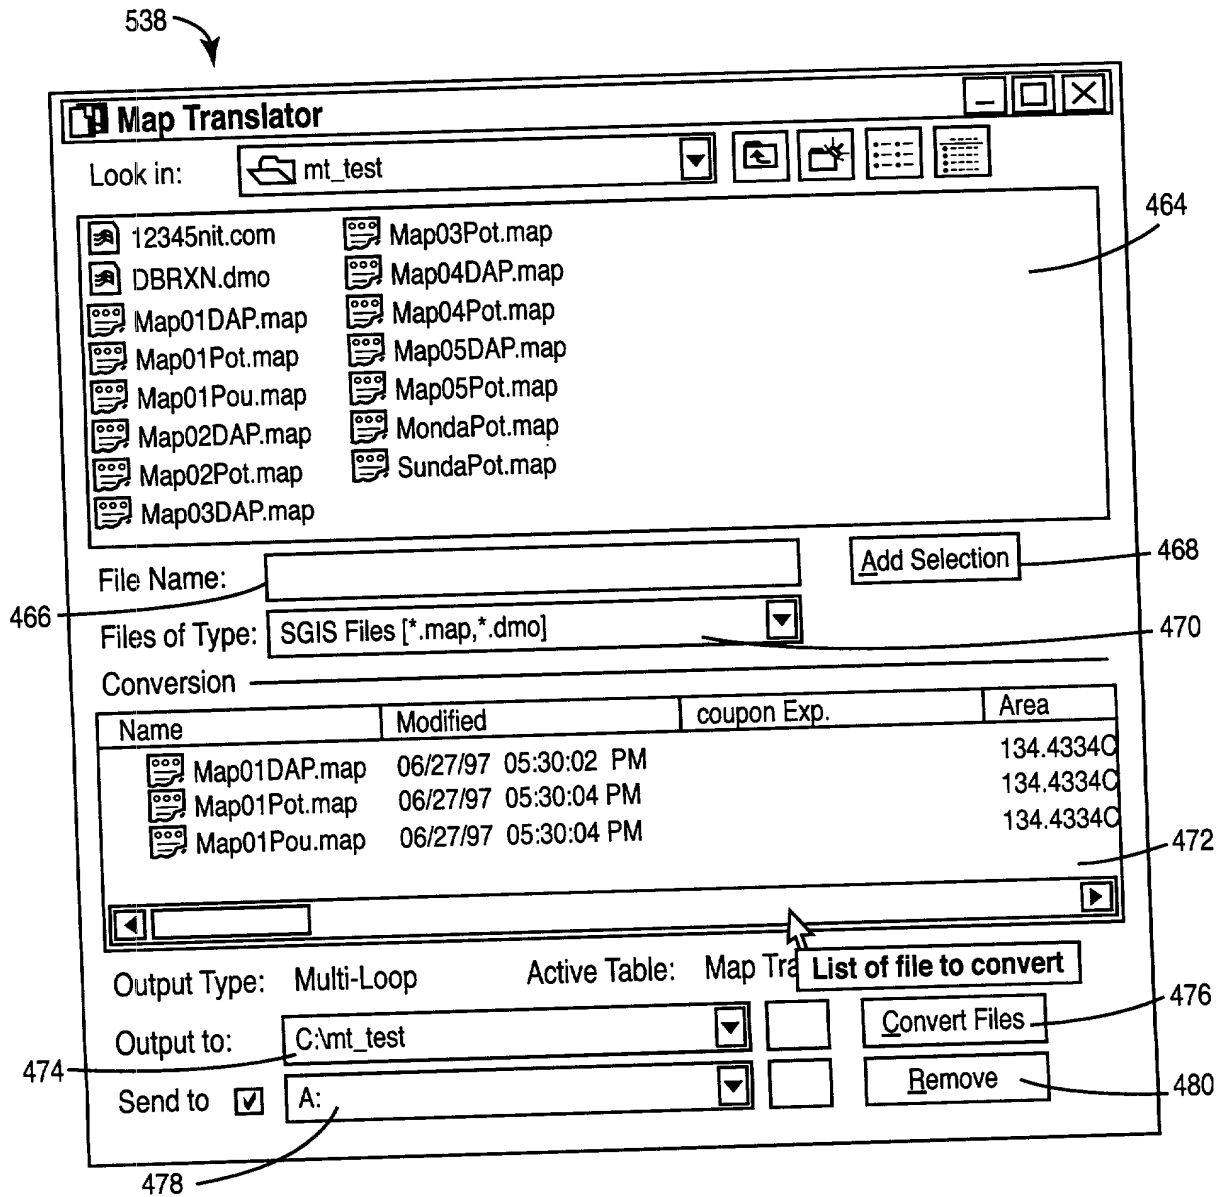 538
Map Translator
Look in: mt_test
464
12345nit.com Map03Pot.map
DBRXN.dmo Map04DAP.map
Map01DAP.map Map04Pot.map
Map01Pot.map Map05DAP.map
Map01Pou.map Map05Pot.map
Map02DAP.map MondaPot.map
Map02Pot.map SundaPot.map
Map03DAP.map
File Name: Add Selection 468
466
Files of Type: SGIS Files [*.map,*.dmo] 470
Conversion
Name Modified coupon Exp. Area
Map01DAP.map 06/27/97 05:30:02 PM 134.4334C
Map01Pot.map 06/27/97 05:30:04 PM 134.4334C
Map01Pou.map 06/27/97 05:30:04 PM 134.4334C
472
Output Type: Multi-Loop Active Table: Map Tra List of file to convert
476
Output to: C:\mt_test Convert Files
474
Send to A: Remove 480
478